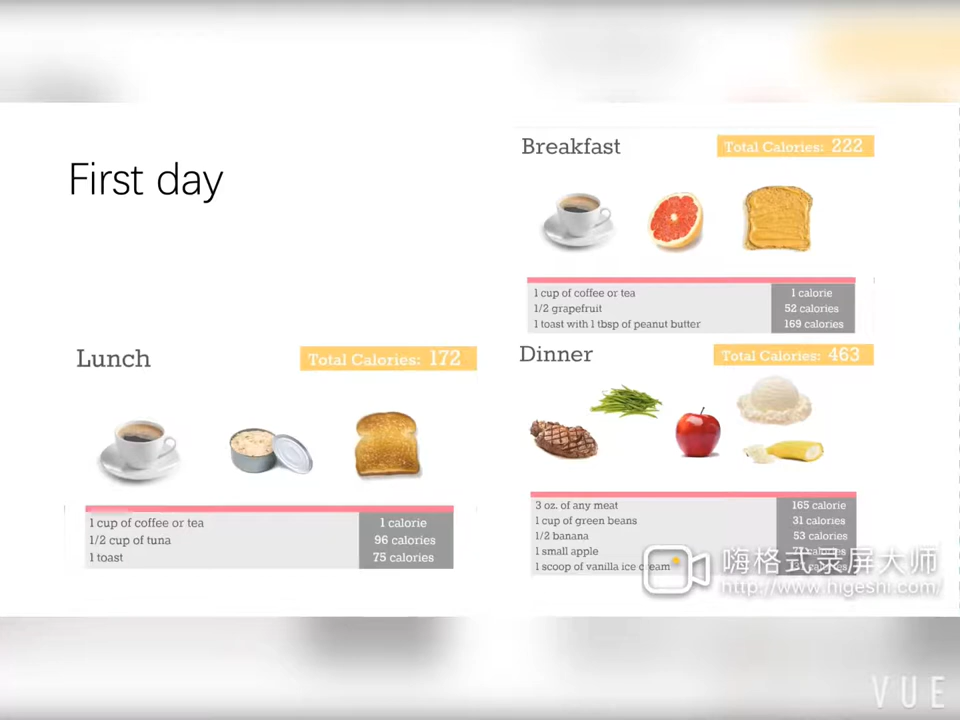 First day
Breakfast
Total Calories: 222
1 cup of coffee or tea 1 calorie
1/2 grapefruit 52 calories
1 toast with 1 tbsp of peanut butter 169 calories
Lunch
Total Calories: 172
1 cup of coffee or tea 1 calorie
1/2 cup of tuna 96 calories
1 toast 75 calories
Dinner
Total Calories: 463
3 oz. of any meat 165 calorie
1 cup of green beans 31 calories
1/2 banana 53 calories
1 small apple
1 scoop of vanilla ice cream
嗨格式录屏大师
http://www.higeshi.com/
VUE